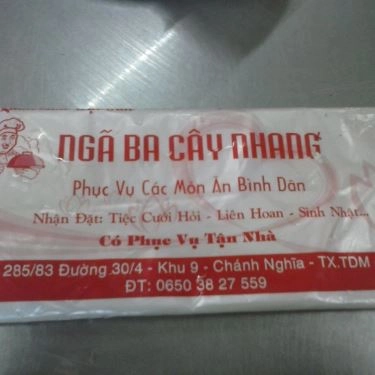 NGÃ BA CÂY NHANG
Phục Vụ Các Món Ăn Bình Dân
Nhận Đặt: Tiệc Cưới Hỏi - Liên Hoan - Sinh Nhật...
Có Phục Vụ Tận Nhà
285/83 Đường 30/4 - Khu 9 - Chánh Nghĩa - TX.TDM
ĐT: 0650 38 27 559